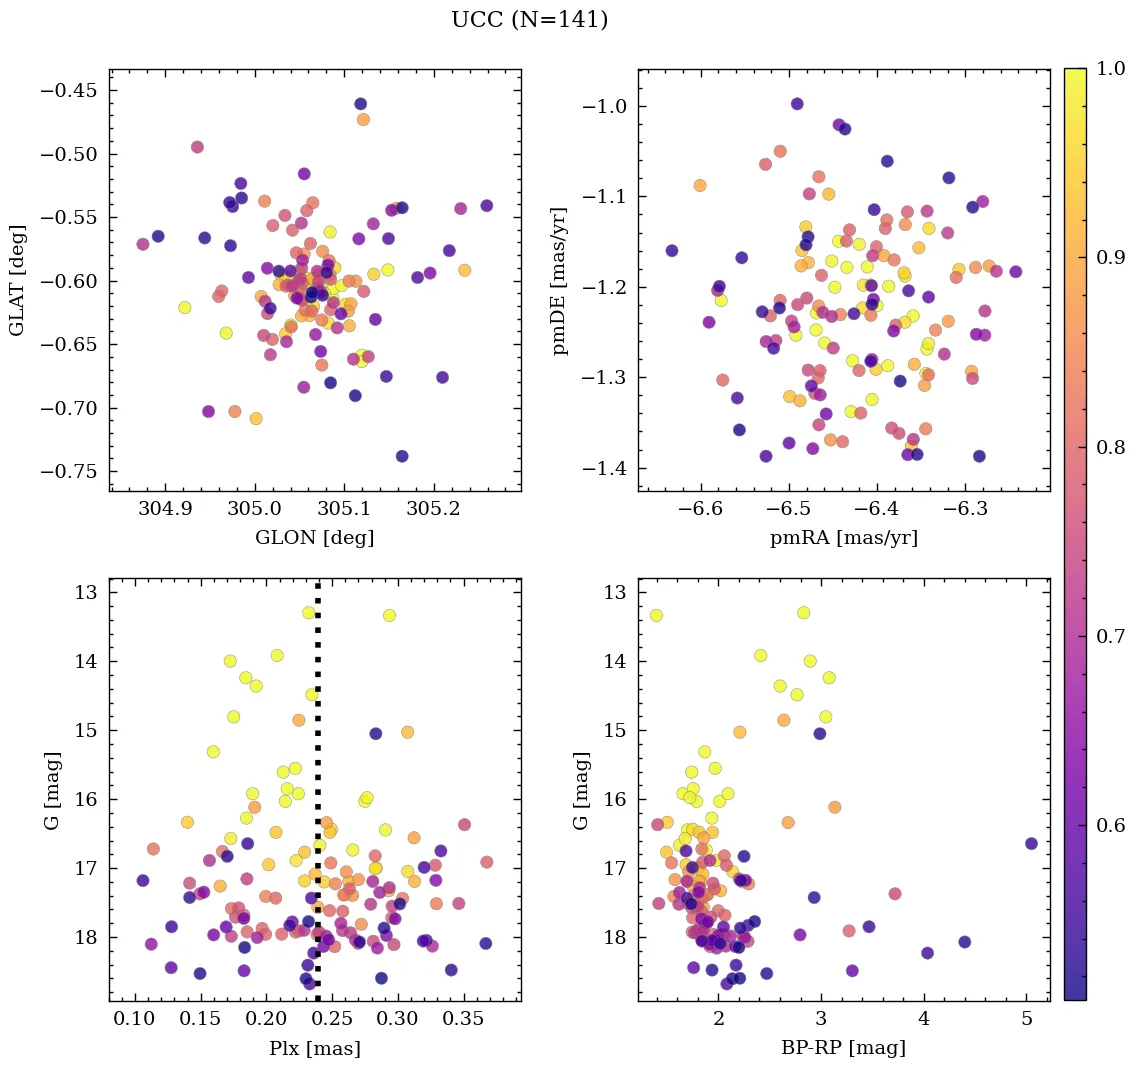 UCC (N=141)
−0.45
−0.50
−0.55
−0.60
−0.65
−0.70
−0.75
GLAT [deg]
304.9 305.0 305.1 305.2
GLON [deg]
−1.0
−1.1
−1.2
−1.3
−1.4
pmDE [mas/yr]
−6.6 −6.5 −6.4 −6.3
pmRA [mas/yr]
13
14
15
16
17
18
G [mag]
0.10 0.15 0.20 0.25 0.30 0.35
Plx [mas]
13
14
15
16
17
18
G [mag]
2 3 4 5
BP-RP [mag]
1.0
0.9
0.8
0.7
0.6